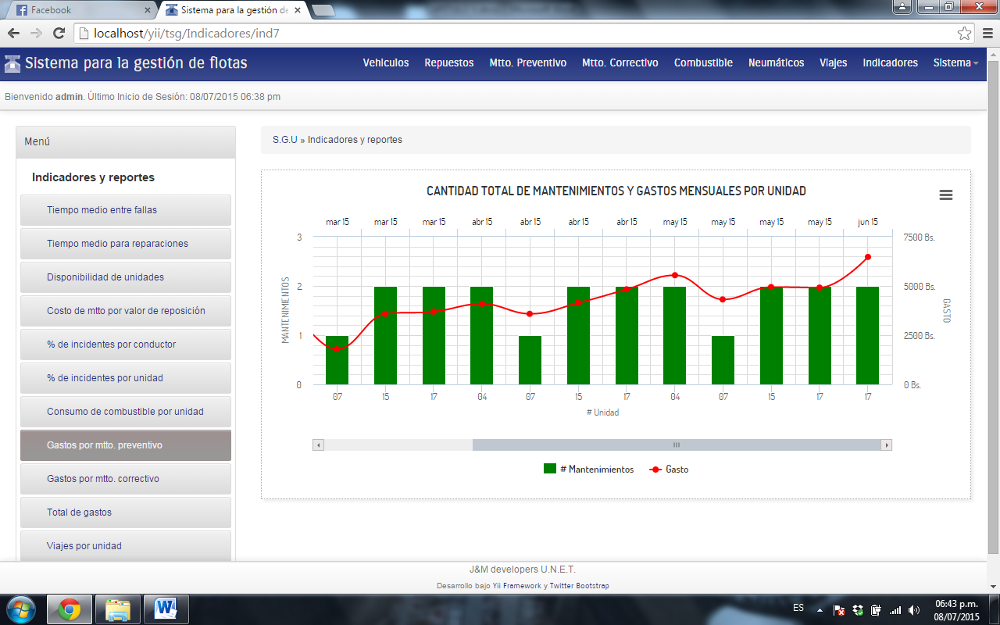 Facebook
Sistema para la gestión de
localhost/yii/tsg/Indicadores/ind7
Sistema para la gestión de flotas
Vehiculos Repuestos Mtto. Preventivo Mtto. Correctivo Combustible Neumáticos Viajes Indicadores Sistema
Bienvenido admin. Último Inicio de Sesión: 08/07/2015 06:38 pm
Menú
Indicadores y reportes
Tiempo medio entre fallas
Tiempo medio para reparaciones
Disponibilidad de unidades
Costo de mtto por valor de reposición
% de incidentes por conductor
% de incidentes por unidad
Consumo de combustible por unidad
Gastos por mtto. preventivo
Gastos por mtto. correctivo
Total de gastos
Viajes por unidad
S.G.U » Indicadores y reportes
CANTIDAD TOTAL DE MANTENIMIENTOS Y GASTOS MENSUALES POR UNIDAD
mar 15 mar 15 mar 15 abr 15 abr 15 abr 15 abr 15 may 15 may 15 may 15 may 15 jun 15
3 7500 Bs.
2 5000 Bs.
1 2500 Bs.
0 0 Bs.
MANTENIMIENTOS
GASTO
07 15 17 04 07 15 17 04 07 15 17 17
# Unidad
# Mantenimientos Gasto
J&M developers U.N.E.T.
Desarrollo bajo Yii Framework y Twitter Bootstrap
ES
06:43 p.m.
08/07/2015